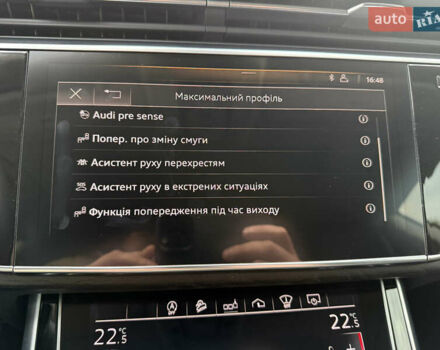 auto RIA
16:48
Максимальний профіль
Audi pre sense
Попер. про зміну смуги
Асистент руху перехрестям
Асистент руху в екстрених ситуаціях
Функція попередження під час виходу
22.5 °C
22.5 °C